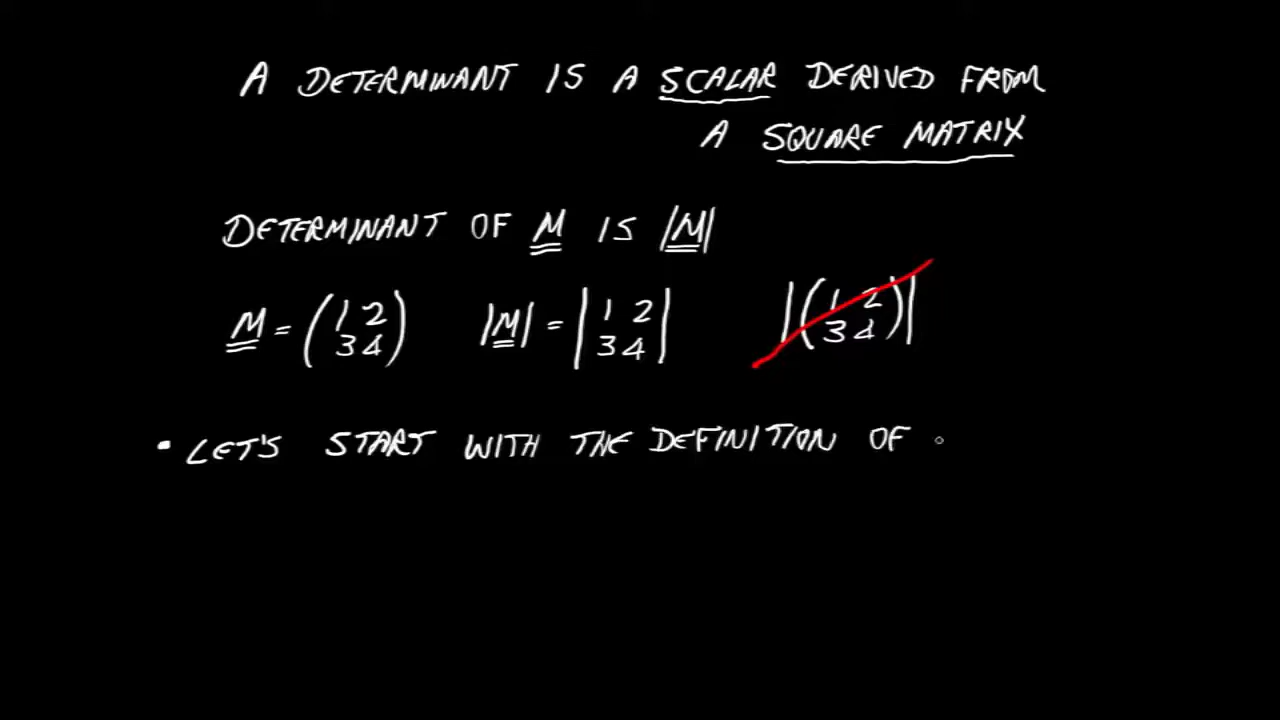 A DETERMINANT IS A SCALAR DERIVED FROM
A SQUARE MATRIX
DETERMINANT OF M IS |M|
M = (1 2 |M| = |1 2| |(1 2)|
3 4) 3 4 3 4
• LET'S START WITH THE DEFINITION OF